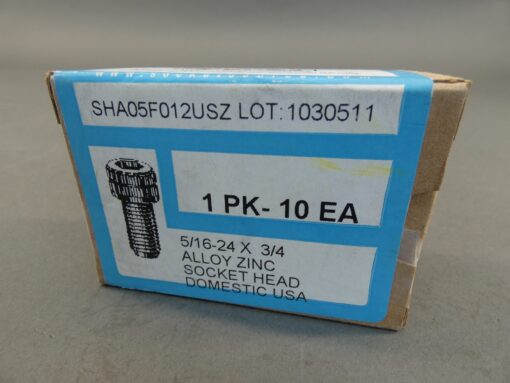 SHA05F012USZ LOT:1030511
1 PK- 10 EA
5/16-24 X 3/4
ALLOY ZINC
SOCKET HEAD
DOMESTIC USA